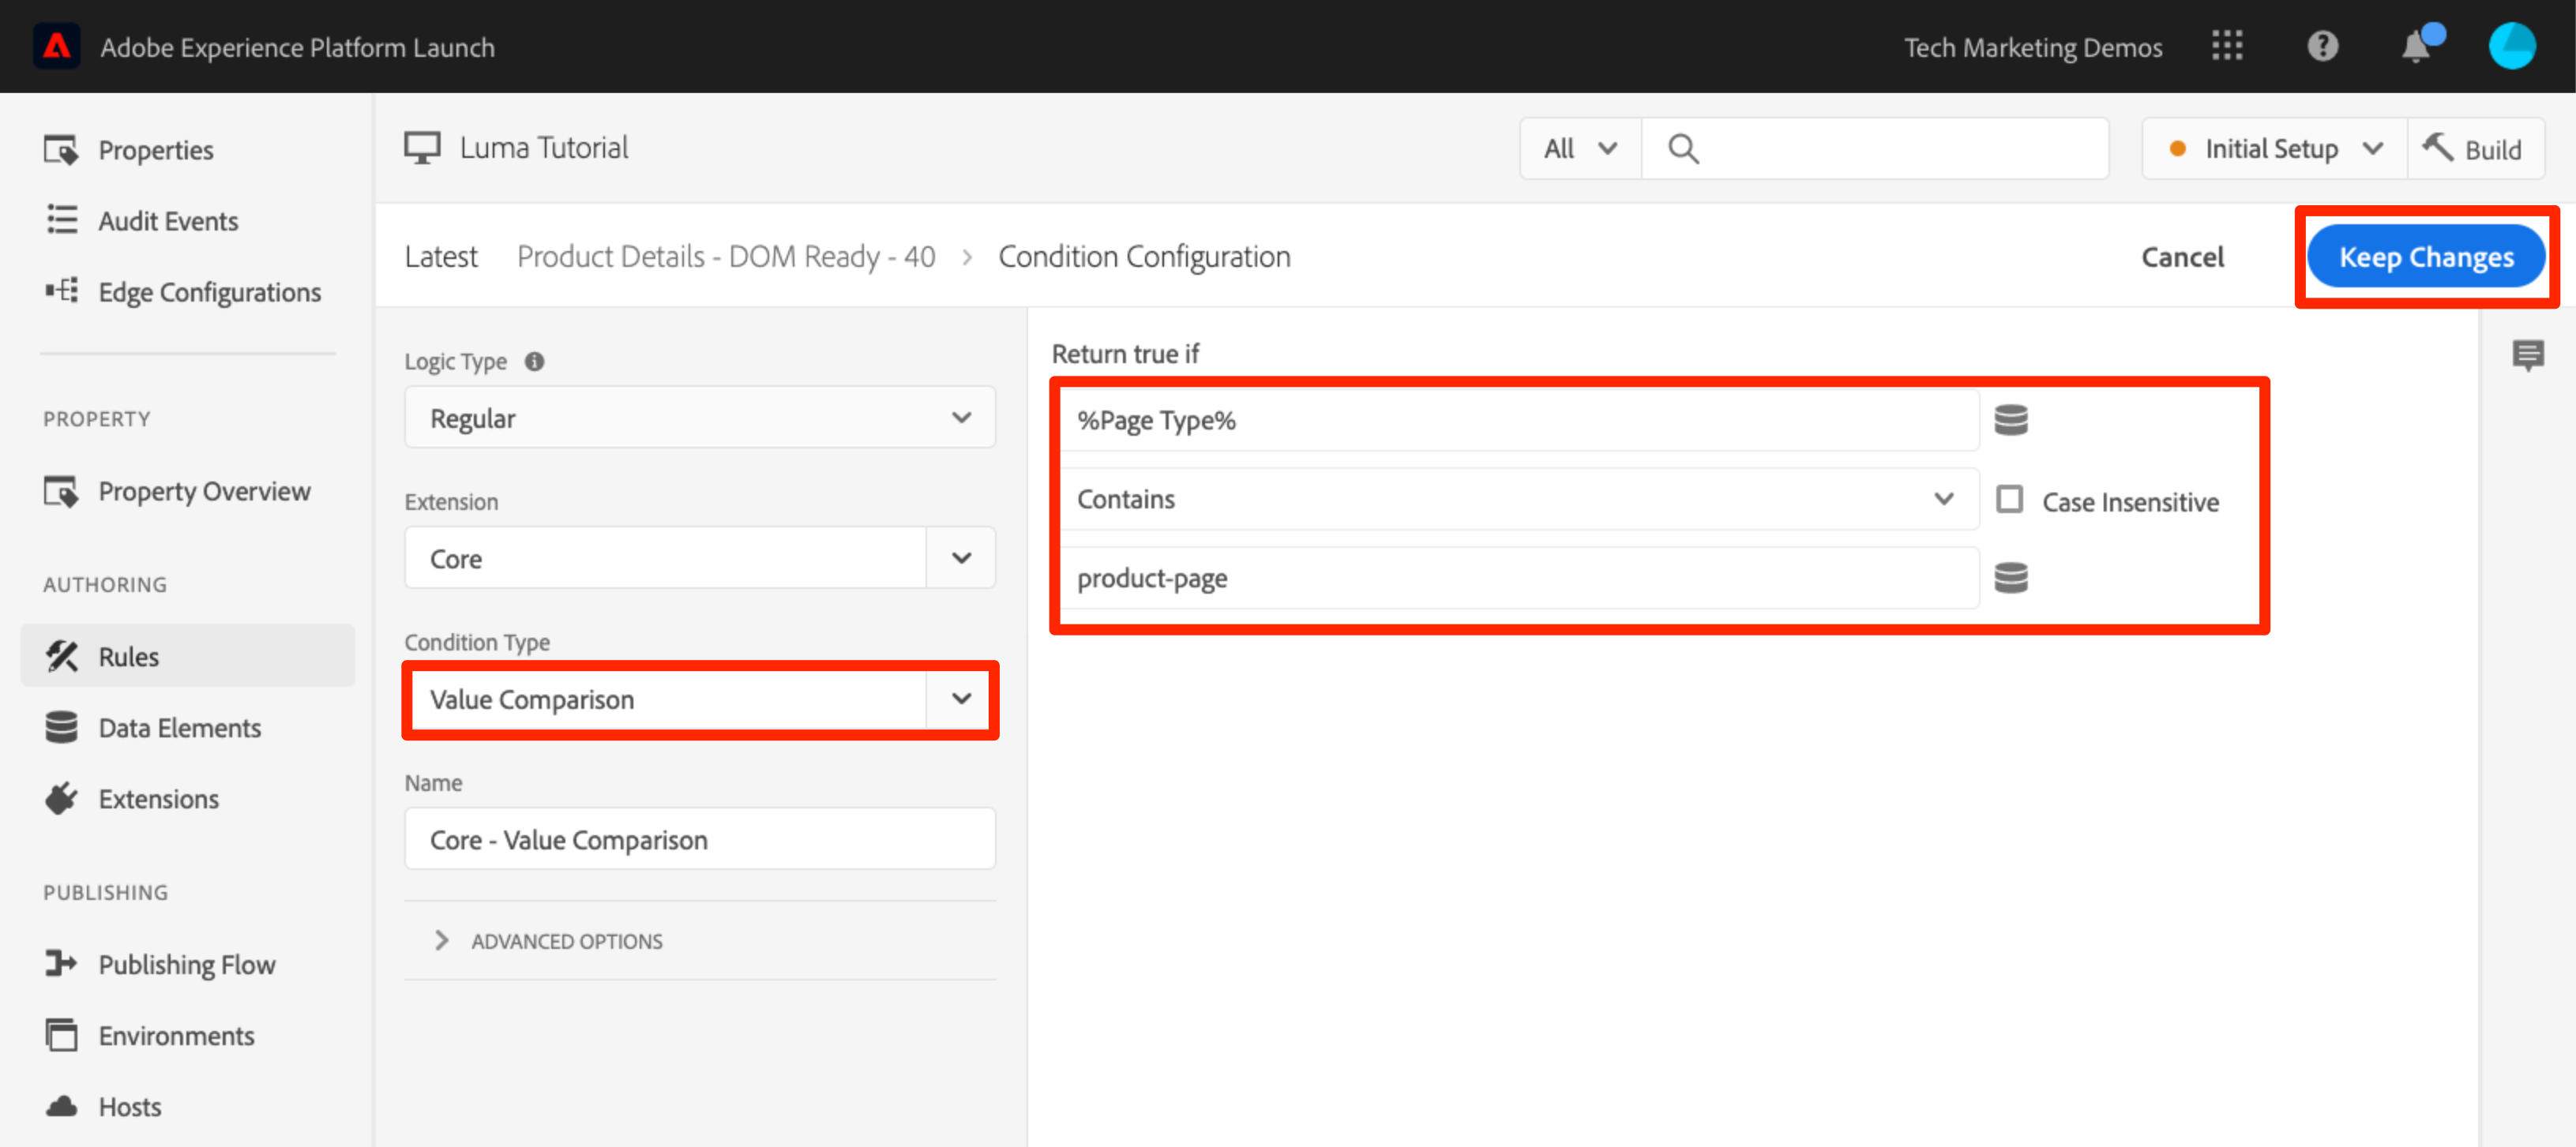 Adobe Experience Platform Launch
Tech Marketing Demos
Properties
Audit Events
Edge Configurations
PROPERTY
Property Overview
AUTHORING
Rules
Data Elements
Extensions
PUBLISHING
Publishing Flow
Environments
Hosts
Luma Tutorial
All
Initial Setup
Build
Latest Product Details - DOM Ready - 40 > Condition Configuration
Cancel
Keep Changes
Logic Type
Regular
Extension
Core
Condition Type
Value Comparison
Name
Core - Value Comparison
ADVANCED OPTIONS
Return true if
%Page Type%
Contains
Case Insensitive
product-page